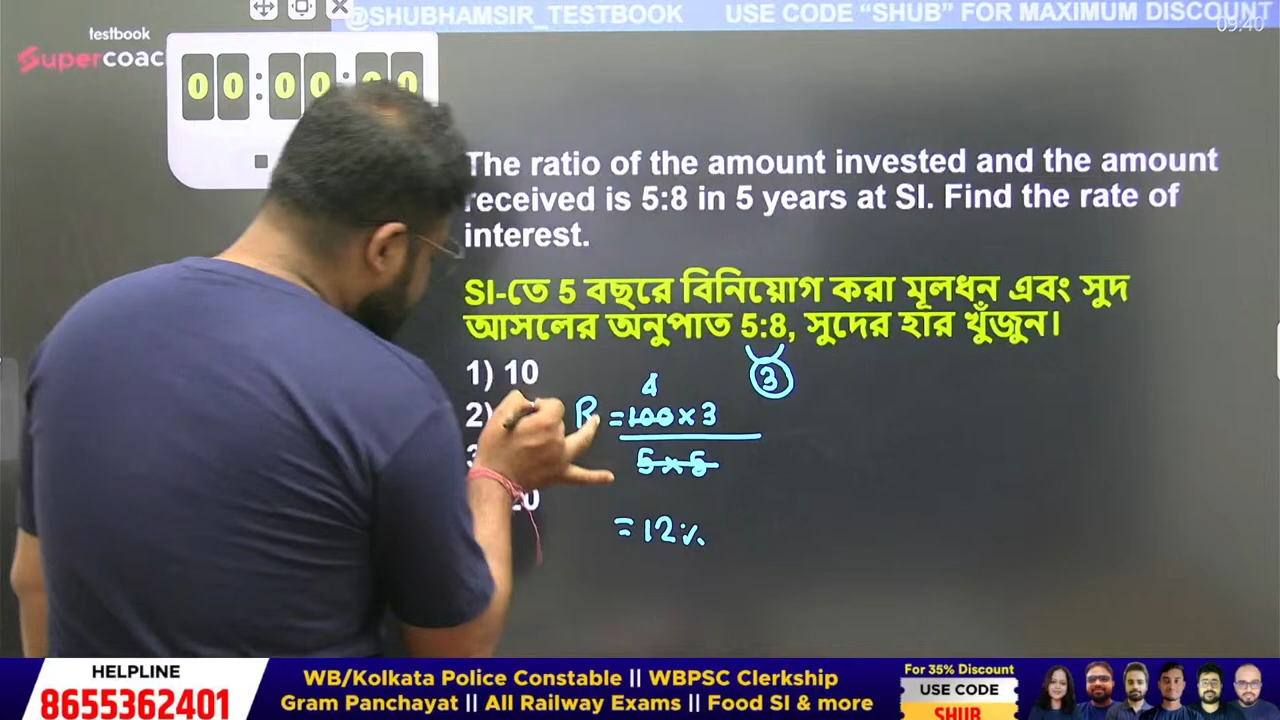 @SHUBHAMSIR_TESTBOOK USE CODE “SHUB” FOR MAXIMUM DISCOUNT
09:40
testbook
Supercoac
00:00:
The ratio of the amount invested and the amount
received is 5:8 in 5 years at SI. Find the rate of
interest.
SI-তে 5 বছরে বিনিয়োগ করা মূলধন এবং সুদ
আসলের অনুপাত 5:8, সুদের হার খুঁজুন।
3
1) 10
4
2)
R = 100 × 3
5 × 5
20
= 12%
HELPLINE
8655362401
WB/Kolkata Police Constable || WBPSC Clerkship
Gram Panchayat || All Railway Exams || Food SI & more
For 35% Discount
USE CODE
SHUB